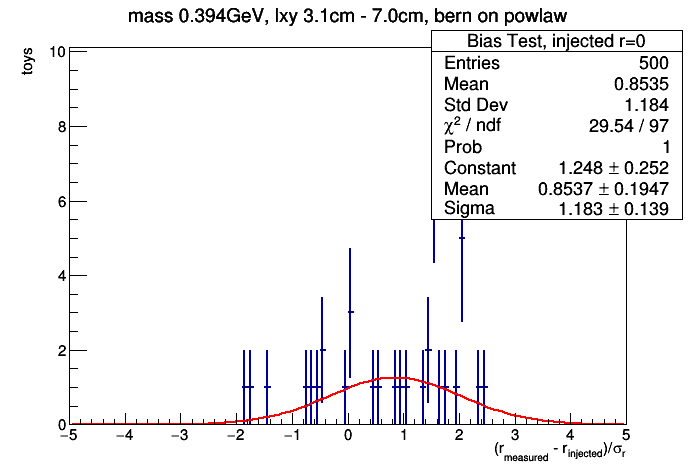 mass 0.394GeV, lxy 3.1cm - 7.0cm, bern on powlaw
Bias Test, injected r=0
Entries 500
Mean 0.8535
Std Dev 1.184
χ² / ndf 29.54 / 97
Prob 1
Constant 1.248 ± 0.252
Mean 0.8537 ± 0.1947
Sigma 1.183 ± 0.139
toys
10
8
6
4
2
0
−5 −4 −3 −2 −1 0 1 2 3 4 5
(r_measured - r_injected)/σ_r